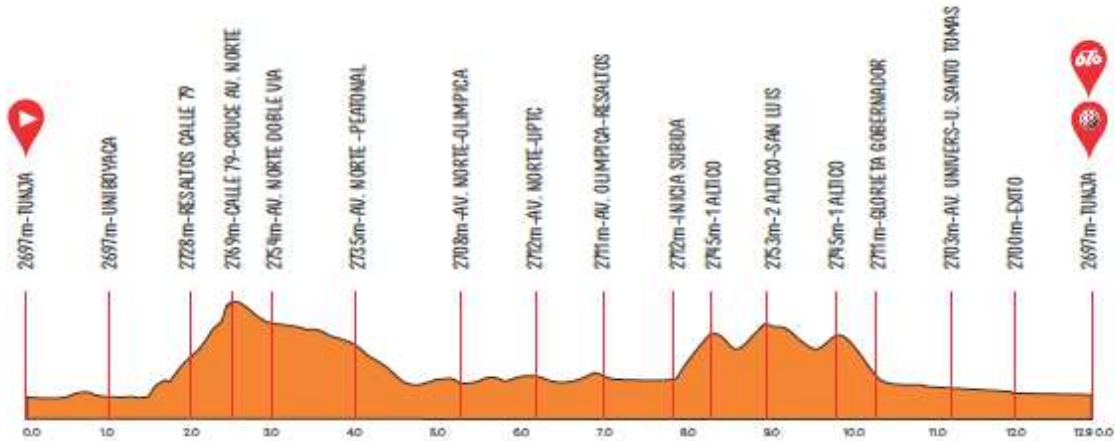 2697m-TUNJA
2697m-UNIBOYACA
2728m-RESALTOS CALLE 79
2769m-CALLE 79-CRUCE AV. NORTE
2754m-AV. NORTE DOBLE VIA
2735m-AV. NORTE -PEATONAL
2708m-AV. NORTE-OLIMPICA
2712m-AV. NORTE-UPTC
2711m-AV. OLIMPICA-RESALTOS
2712m-INICIA SUBIDA
2745m-1 ALTICO
2753m-2 ALTICO-SAN LUIS
2745m-1 ALTICO
2711m-GLORIETA GOBERNADOR
2703m-AV. UNIVERS-U. SANTO TOMAS
2700m-EXITO
2697m-TUNJA
0.0 1.0 2.0 3.0 4.0 5.0 6.0 7.0 8.0 9.0 10.0 11.0 12.0 12.9 0.0